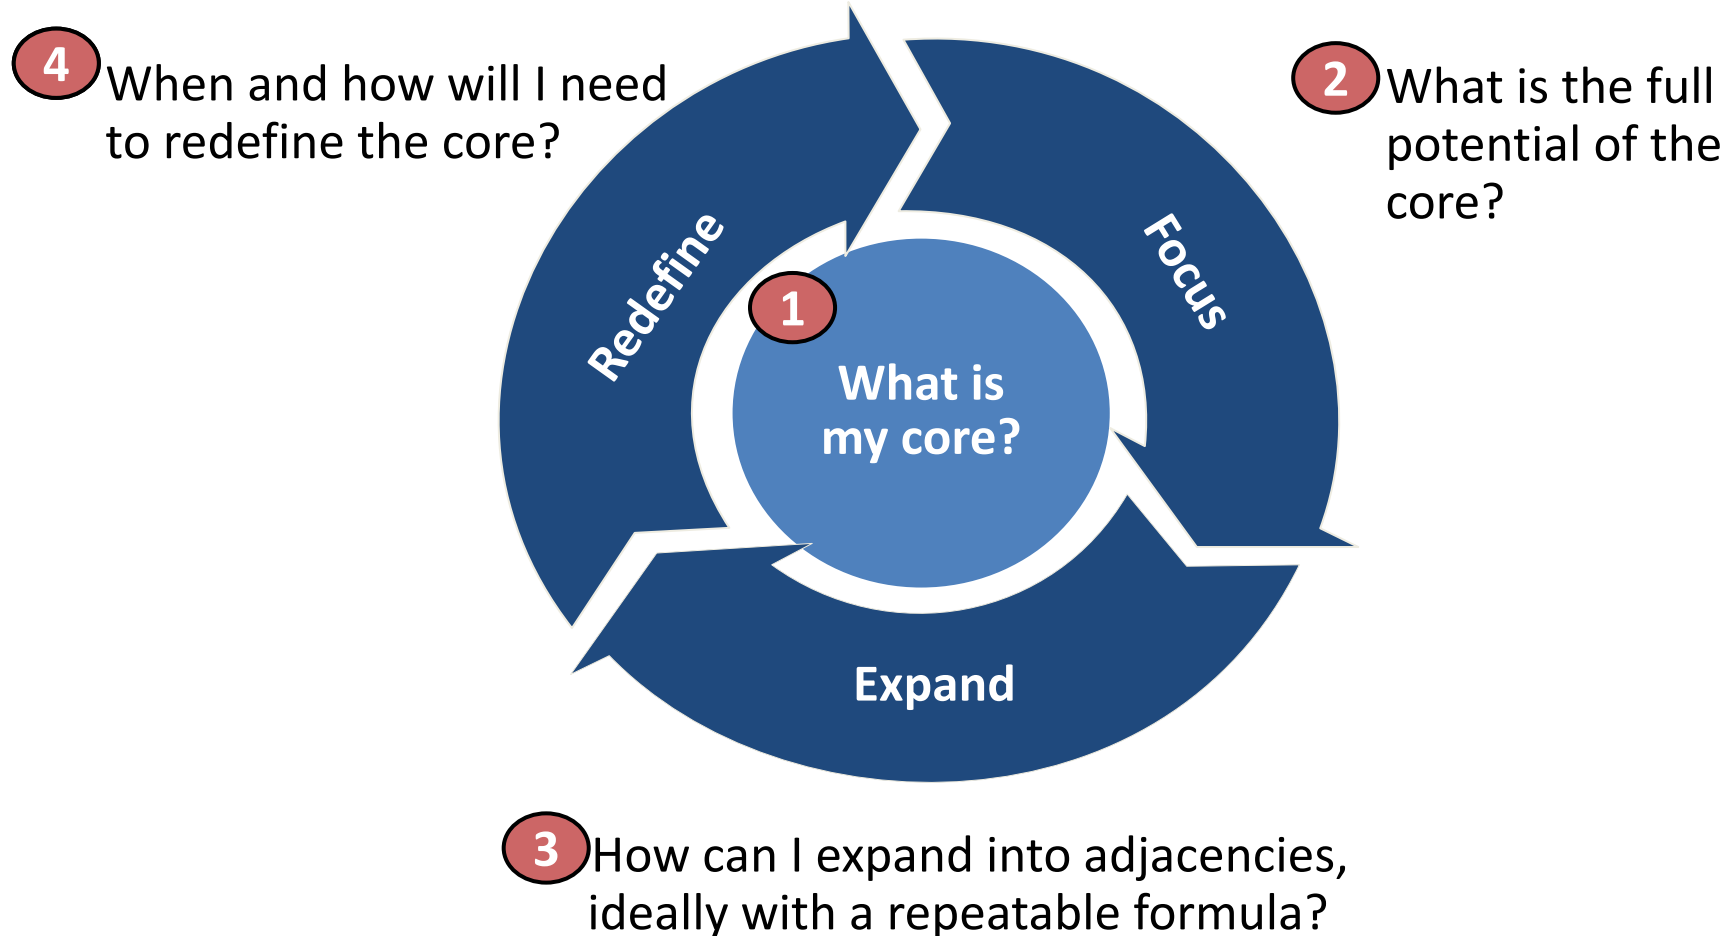 4
When and how will I need
to redefine the core?
2
What is the full
potential of the
core?
Redefine
Focus
1
What is
my core?
Expand
3
How can I expand into adjacencies,
ideally with a repeatable formula?